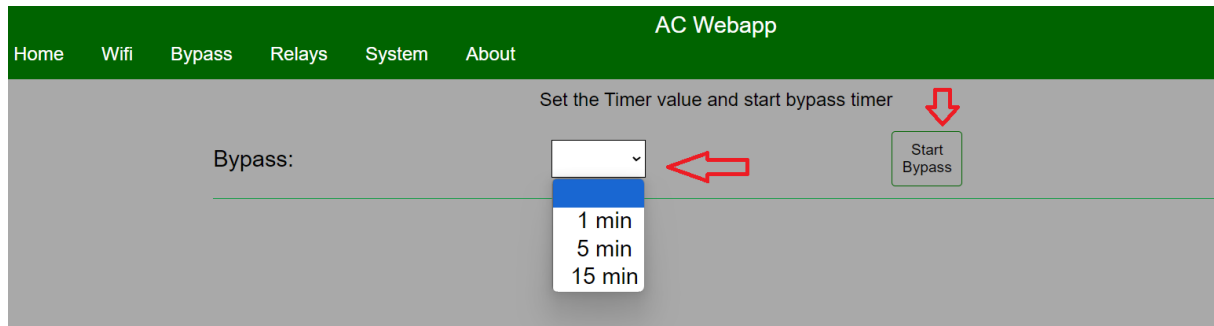 AC Webapp
Home Wifi Bypass Relays System About
Set the Timer value and start bypass timer
Bypass:
Start
Bypass
1 min
5 min
15 min